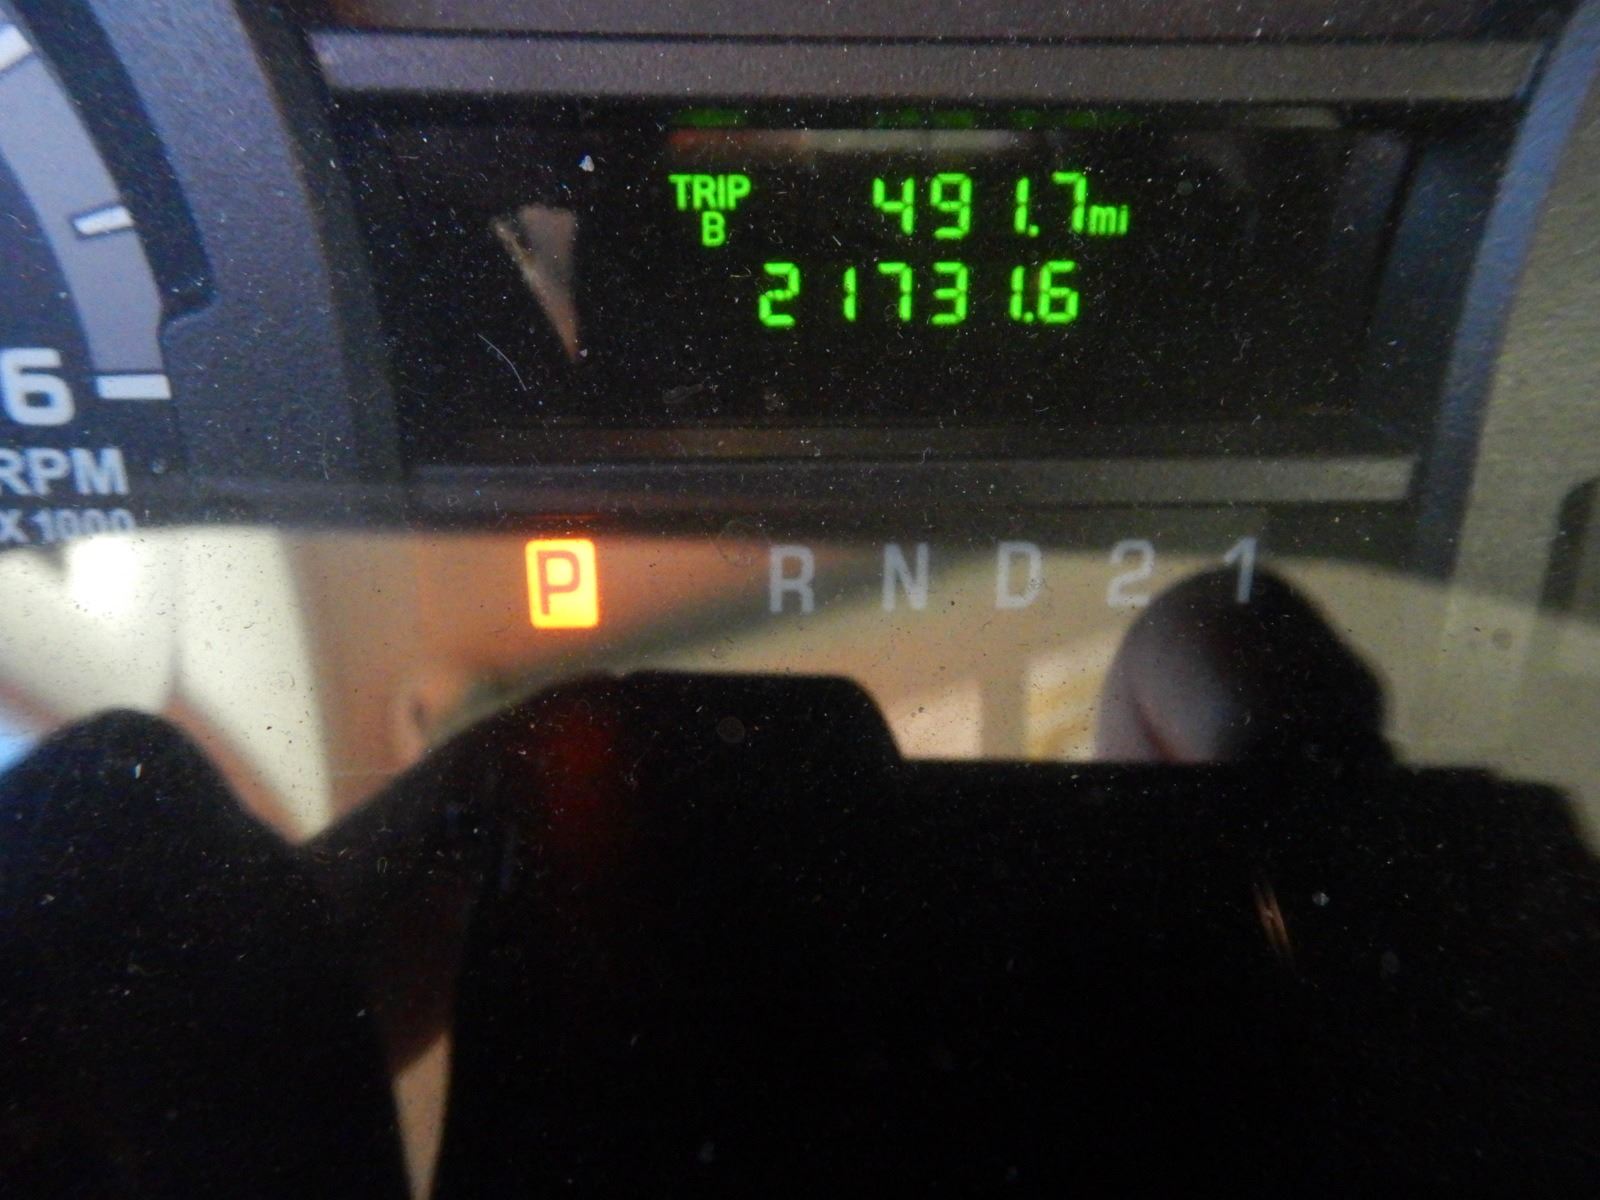 TRIP 491.7mi
B
21731.6
6
RPM
X 1000
P R N D 2 1